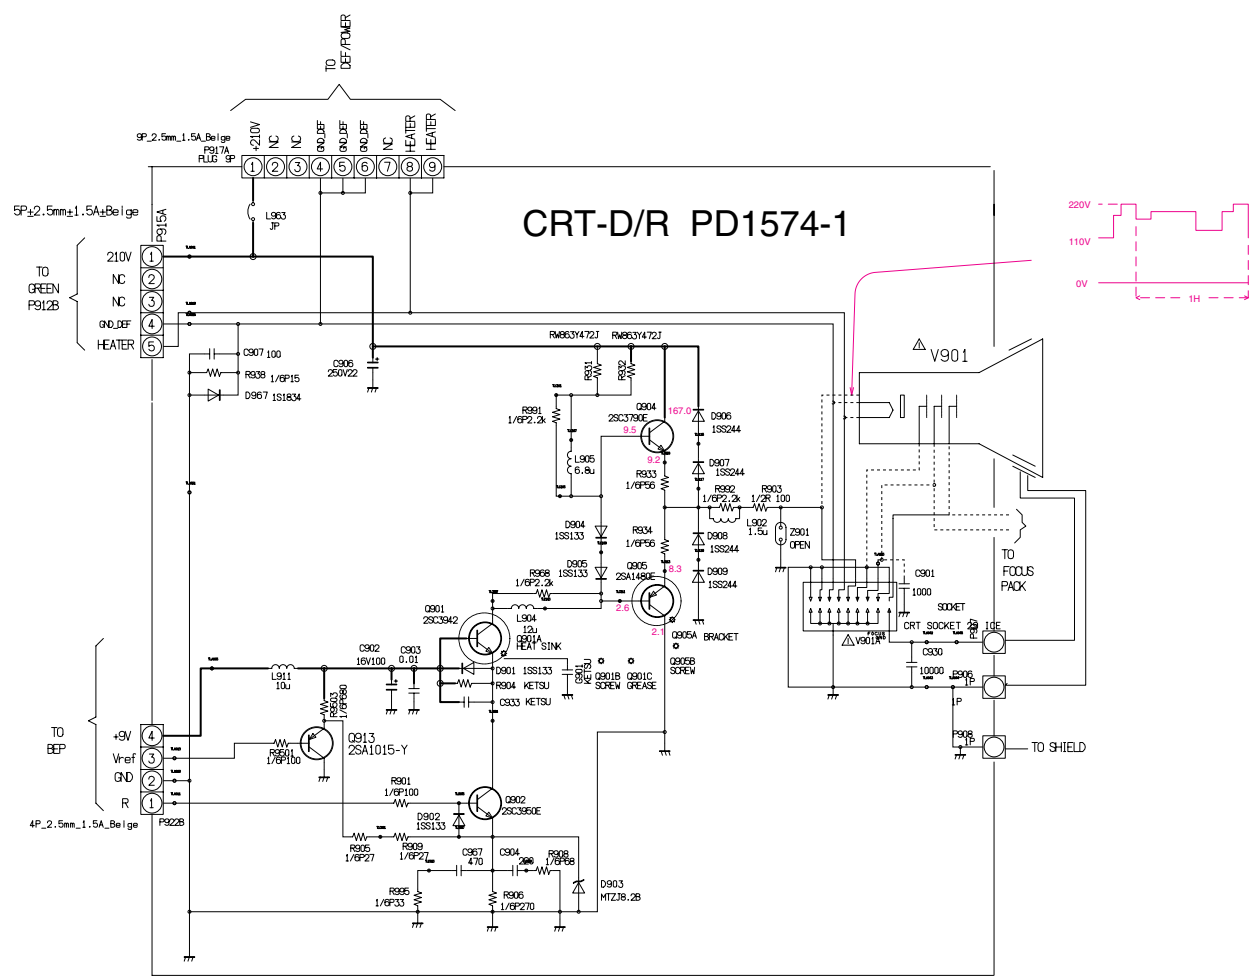 TO
DEF/POWER
9P_2.5mm_1.5A_Beige
P917A
PLUG 9P
+210V
NC
NC
GND_DEF
GND_DEF
GND_DEF
NC
HEATER
HEATER
1 2 3 4 5 6 7 8 9
5P±2.5mm±1.5A±Beige
P915A
L963
JP
CRT-D/R PD1574-1
TO
GREEN
P912B
210V 1
NC 2
NC 3
GND_DEF 4
HEATER 5
220V
110V
0V
1H
C907 100
R938
1/6P15
D967 1S1834
C906
250V22
+
RW863Y472J
RW863Y472J
R931
R932
V901
R991
1/6P2.2k
L905
6.8u
Q904
2SC3790E
167.0
9.5
9.2
D906
1SS244
D907
1SS244
R933
1/6P56
R992
1/6P2.2k
R903
1/2R 100
L902
1.5u
Z901
OPEN
D904
1SS133
R934
1/6P56
D908
1SS244
D905
1SS133
Q905
2SA1480E
8.3
D909
1SS244
R968
1/6P2.2k
2.6
2.1
L904
12u
Q901
2SC3942
Q901A
HEAT SINK
Q905A BRACKET
Q905B
SCREW
Q901B
SCREW
Q901C
GREASE
TO
FOCUS
PACK
C901
1000
SOCKET
CRT SOCKET
ICE
V901A
FOCUS
GND
P907
C930
10000
P906
1P
1P
P908
1P
TO SHIELD
C902
16V100
C903
0.01
+
D901 1SS133
R904 KETSU
C933 KETSU
KETSU
L911
10u
R9503
1/6P680
Q913
2SA1015-Y
R9501
1/6P100
TO
BEP
+9V 4
Vref 3
GND 2
R 1
4P_2.5mm_1.5A_Beige
P922B
R901
1/6P100
Q902
2SC3950E
D902
1SS133
R905
1/6P27
R909
1/6P27
C967
470
C904
R908
1/6P68
R995
1/6P33
R906
1/6P270
D903
MTZJ8.2B